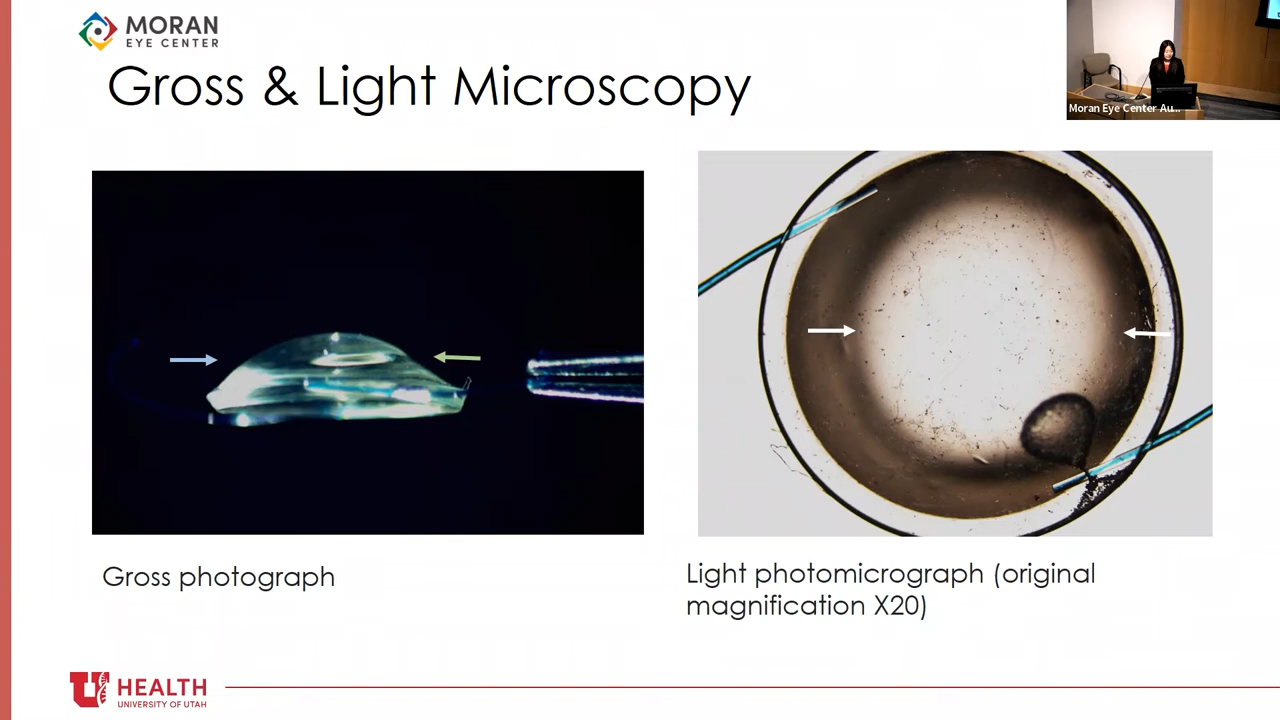 MORAN
EYE CENTER
Gross & Light Microscopy
Moran Eye Center Au...
Gross photograph
Light photomicrograph (original
magnification X20)
U HEALTH
UNIVERSITY OF UTAH